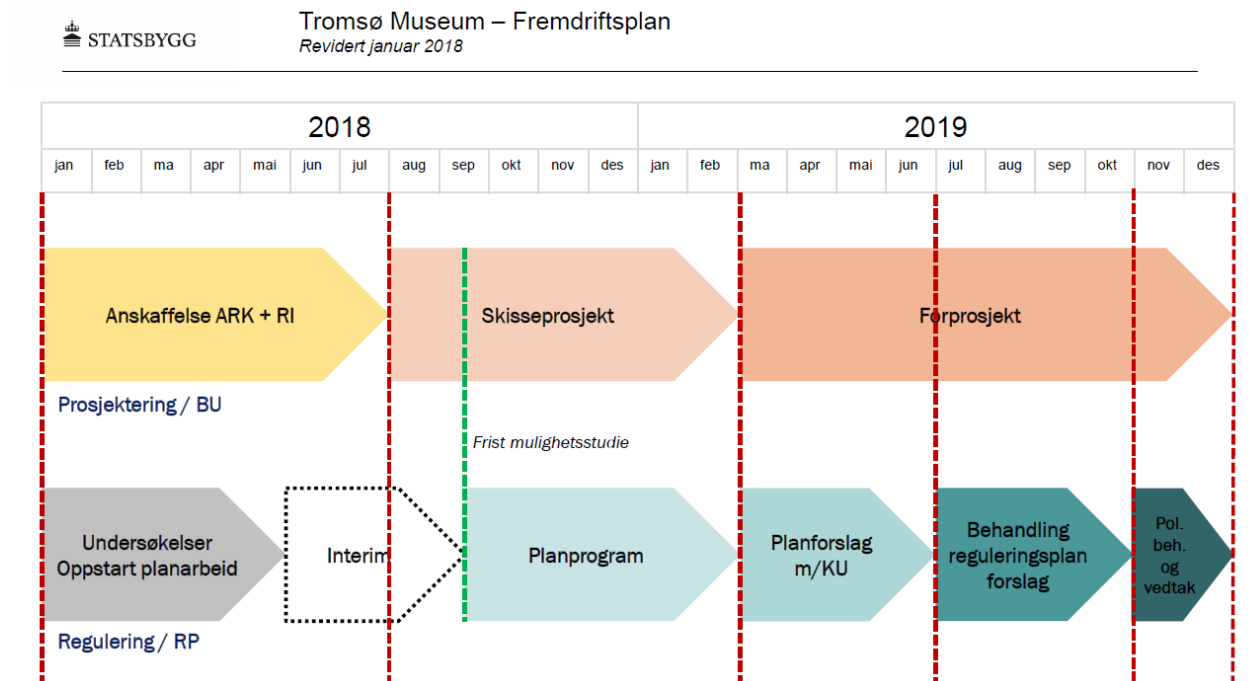 STATSBYGG
Tromsø Museum – Fremdriftsplan
Revidert januar 2018
2018 2019
jan feb ma apr mai jun jul aug sep okt nov des jan feb ma apr mai jun jul aug sep okt nov des
Anskaffelse ARK + RI
Skisseprosjekt
Forprosjekt
Prosjektering / BU
Frist mulighetsstudie
Undersøkelser
Oppstart planarbeid
Interim
Planprogram
Planforslag
m/KU
Behandling
reguleringsplan
forslag
Pol.
beh.
og
vedtak
Regulering / RP